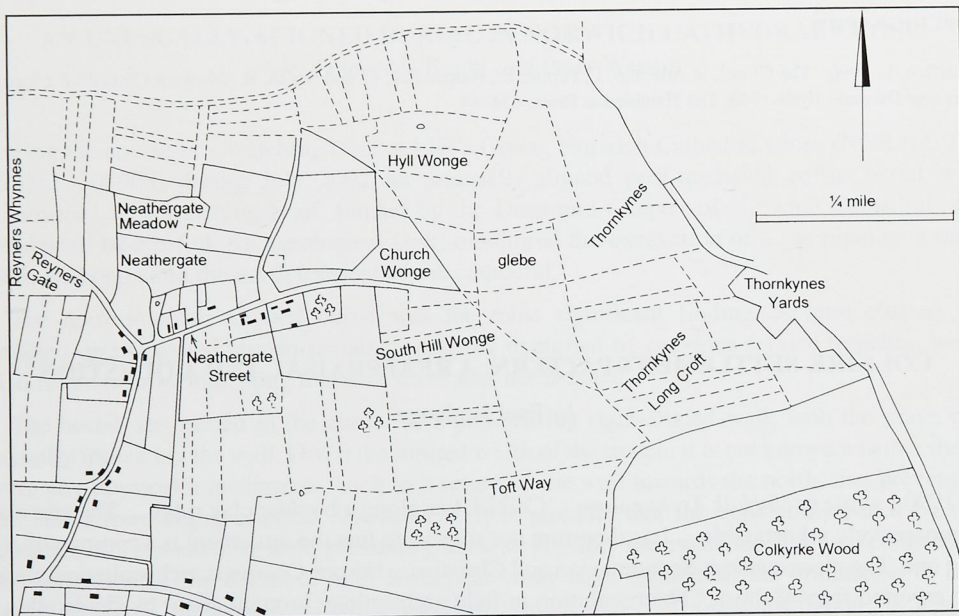 Hyll Wonge
¼ mile
Reyners Whynnes
Neathergate
Meadow
Thornkynes
Reyners
Gate
Neathergate
Church
Wonge
glebe
Thornkynes
Yards
Neathergate
Street
South Hill Wonge
Thornkynes
Long Croft
Toft Way
Colkyrke Wood